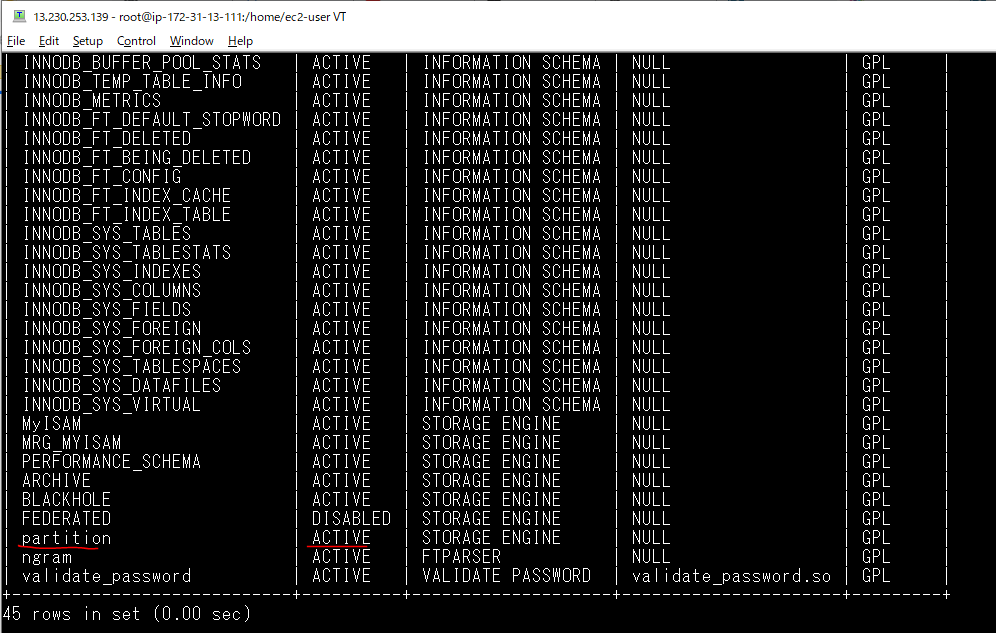 13.230.253.139 - root@ip-172-31-13-111:/home/ec2-user VT
File Edit Setup Control Window Help
| INNODB_BUFFER_POOL_STATS | ACTIVE | INFORMATION SCHEMA | NULL | GPL |
| INNODB_TEMP_TABLE_INFO | ACTIVE | INFORMATION SCHEMA | NULL | GPL |
| INNODB_METRICS | ACTIVE | INFORMATION SCHEMA | NULL | GPL |
| INNODB_FT_DEFAULT_STOPWORD | ACTIVE | INFORMATION SCHEMA | NULL | GPL |
| INNODB_FT_DELETED | ACTIVE | INFORMATION SCHEMA | NULL | GPL |
| INNODB_FT_BEING_DELETED | ACTIVE | INFORMATION SCHEMA | NULL | GPL |
| INNODB_FT_CONFIG | ACTIVE | INFORMATION SCHEMA | NULL | GPL |
| INNODB_FT_INDEX_CACHE | ACTIVE | INFORMATION SCHEMA | NULL | GPL |
| INNODB_FT_INDEX_TABLE | ACTIVE | INFORMATION SCHEMA | NULL | GPL |
| INNODB_SYS_TABLES | ACTIVE | INFORMATION SCHEMA | NULL | GPL |
| INNODB_SYS_TABLESTATS | ACTIVE | INFORMATION SCHEMA | NULL | GPL |
| INNODB_SYS_INDEXES | ACTIVE | INFORMATION SCHEMA | NULL | GPL |
| INNODB_SYS_COLUMNS | ACTIVE | INFORMATION SCHEMA | NULL | GPL |
| INNODB_SYS_FIELDS | ACTIVE | INFORMATION SCHEMA | NULL | GPL |
| INNODB_SYS_FOREIGN | ACTIVE | INFORMATION SCHEMA | NULL | GPL |
| INNODB_SYS_FOREIGN_COLS | ACTIVE | INFORMATION SCHEMA | NULL | GPL |
| INNODB_SYS_TABLESPACES | ACTIVE | INFORMATION SCHEMA | NULL | GPL |
| INNODB_SYS_DATAFILES | ACTIVE | INFORMATION SCHEMA | NULL | GPL |
| INNODB_SYS_VIRTUAL | ACTIVE | INFORMATION SCHEMA | NULL | GPL |
| MyISAM | ACTIVE | STORAGE ENGINE | NULL | GPL |
| MRG_MYISAM | ACTIVE | STORAGE ENGINE | NULL | GPL |
| PERFORMANCE_SCHEMA | ACTIVE | STORAGE ENGINE | NULL | GPL |
| ARCHIVE | ACTIVE | STORAGE ENGINE | NULL | GPL |
| BLACKHOLE | ACTIVE | STORAGE ENGINE | NULL | GPL |
| FEDERATED | DISABLED | STORAGE ENGINE | NULL | GPL |
| partition | ACTIVE | STORAGE ENGINE | NULL | GPL |
| ngram | ACTIVE | FTPARSER | NULL | GPL |
| validate_password | ACTIVE | VALIDATE PASSWORD | validate_password.so | GPL |
45 rows in set (0.00 sec)